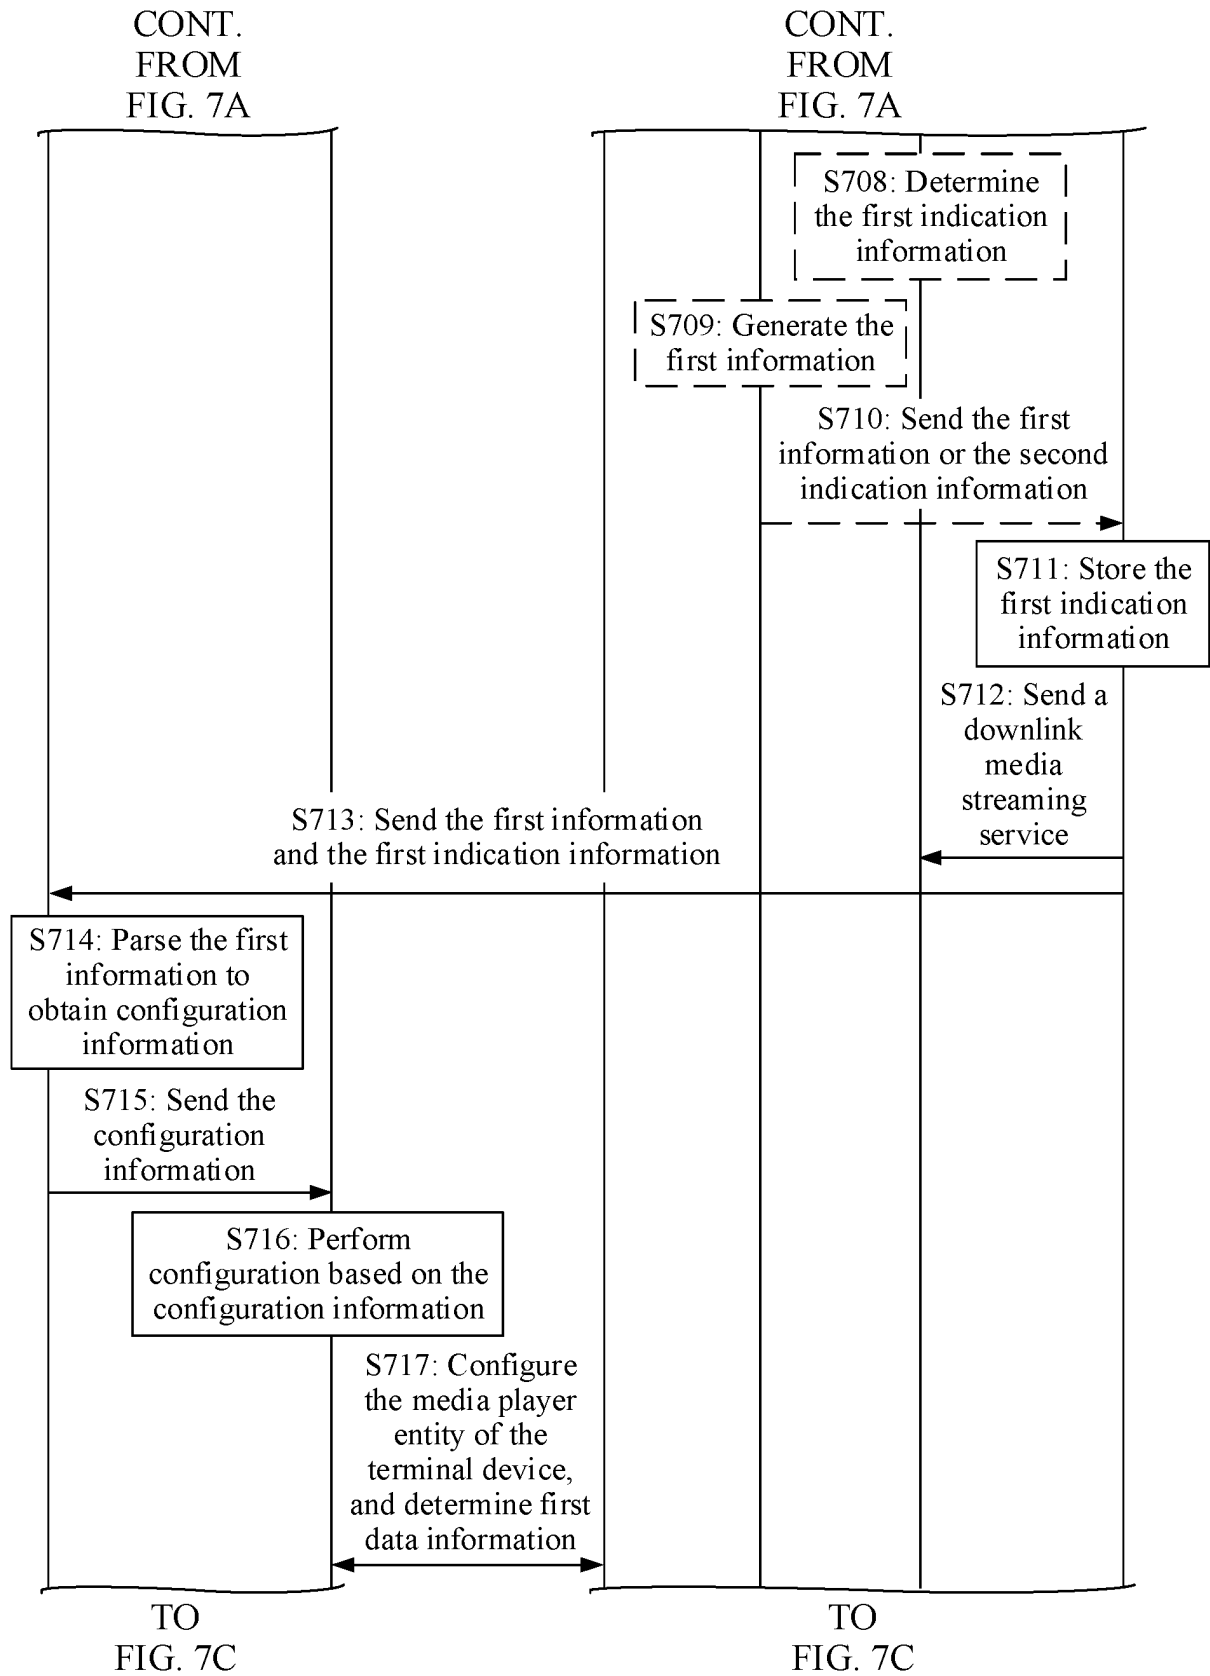 CONT.
FROM
FIG. 7A
CONT.
FROM
FIG. 7A
S708: Determine
the first indication
information
S709: Generate the
first information
S710: Send the first
information or the second
indication information
S711: Store the
first indication
information
S712: Send a
downlink
media
streaming
service
S713: Send the first information
and the first indication information
S714: Parse the first
information to
obtain configuration
information
S715: Send the
configuration
information
S716: Perform
configuration based on the
configuration information
S717: Configure
the media player
entity of the
terminal device,
and determine first
data information
TO
FIG. 7C
TO
FIG. 7C